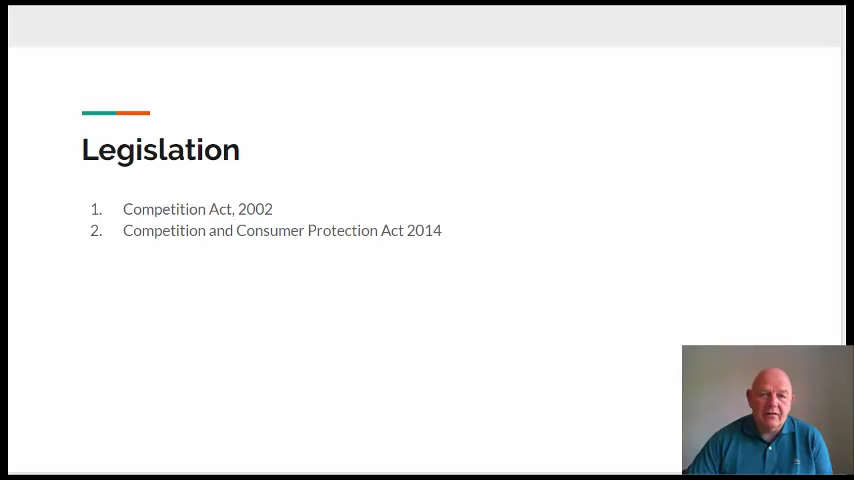 Legislation
1. Competition Act, 2002
2. Competition and Consumer Protection Act 2014